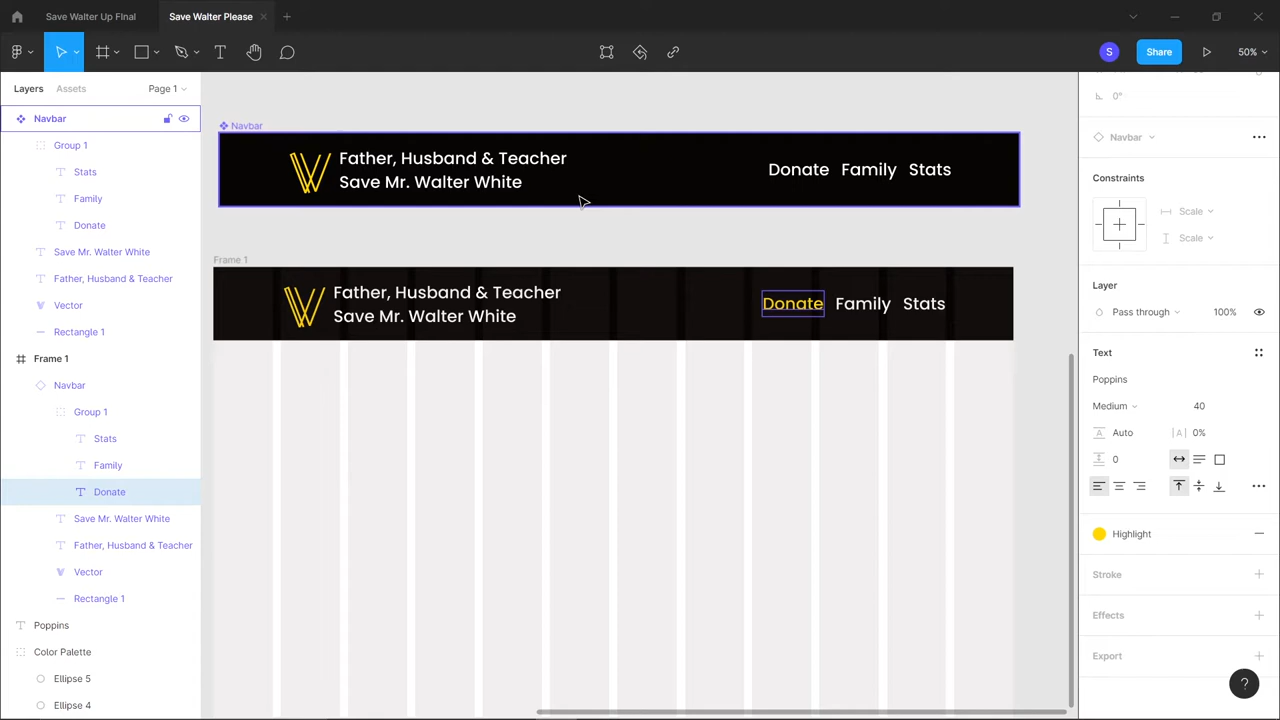 Save Walter Up FInal
Save Walter Please
S
Share
50%
Layers
Assets
Page 1
Navbar
Group 1
Stats
Family
Donate
Save Mr. Walter White
Father, Husband & Teacher
Vector
Rectangle 1
Frame 1
Navbar
Group 1
Stats
Family
Donate
Save Mr. Walter White
Father, Husband & Teacher
Vector
Rectangle 1
Poppins
Color Palette
Ellipse 5
Ellipse 4
Navbar
Father, Husband & Teacher
Save Mr. Walter White
Donate Family Stats
Frame 1
Father, Husband & Teacher
Save Mr. Walter White
Donate Family Stats
0°
Navbar
Constraints
Scale
Scale
Layer
Pass through
100%
Text
Poppins
Medium
40
Auto
0%
0
Highlight
Stroke
Effects
Export
?